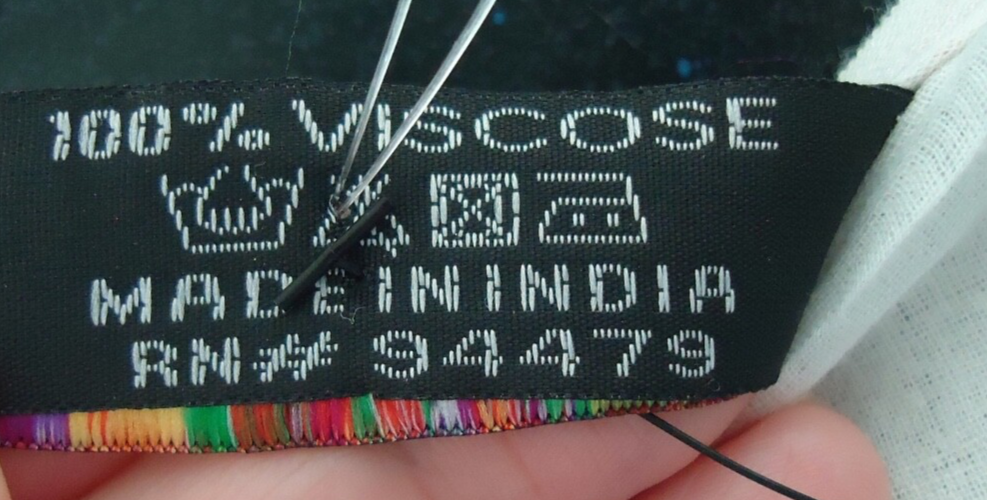 100% VISCOSE
MADE IN INDIA
RN# 94479